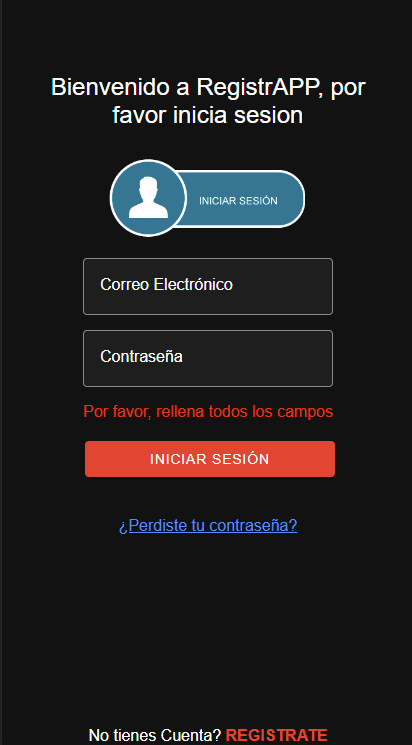 Bienvenido a RegistrAPP, por
favor inicia sesion
INICIAR SESIÓN
Correo Electrónico
Contraseña
Por favor, rellena todos los campos
INICIAR SESIÓN
¿Perdiste tu contraseña?
No tienes Cuenta? REGISTRATE